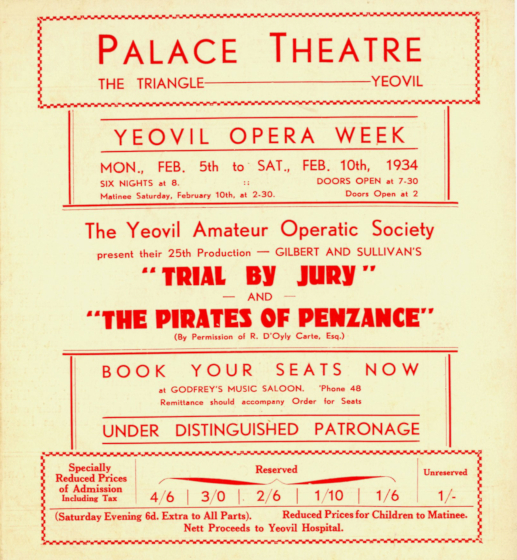 PALACE THEATRE
THE TRIANGLE—YEOVIL
YEOVIL OPERA WEEK
MON., FEB. 5th to SAT., FEB. 10th, 1934
SIX NIGHTS at 8. :: DOORS OPEN at 7-30
Matinee Saturday, February 10th, at 2-30. Doors Open at 2
The Yeovil Amateur Operatic Society
present their 25th Production — GILBERT AND SULLIVAN'S
"TRIAL BY JURY"
— AND —
"THE PIRATES OF PENZANCE"
(By Permission of R. D'Oyly Carte, Esq.)
BOOK YOUR SEATS NOW
at GODFREY'S MUSIC SALOON. 'Phone 48
Remittance should accompany Order for Seats
UNDER DISTINGUISHED PATRONAGE
Specially
Reduced Prices
of Admission
Including Tax
Reserved
4/6 | 3/0 | 2/6 | 1/10 | 1/6
Unreserved
1/-
(Saturday Evening 6d. Extra to All Parts). Reduced Prices for Children to Matinee.
Nett Proceeds to Yeovil Hospital.